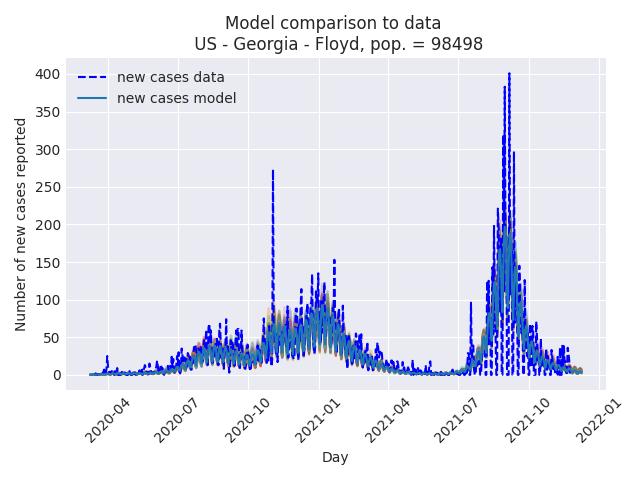 Model comparison to data
US - Georgia - Floyd, pop. = 98498
new cases data
new cases model
Number of new cases reported
400
350
300
250
200
150
100
50
0
2020-04
2020-07
2020-10
2021-01
2021-04
2021-07
2021-10
2022-01
Day